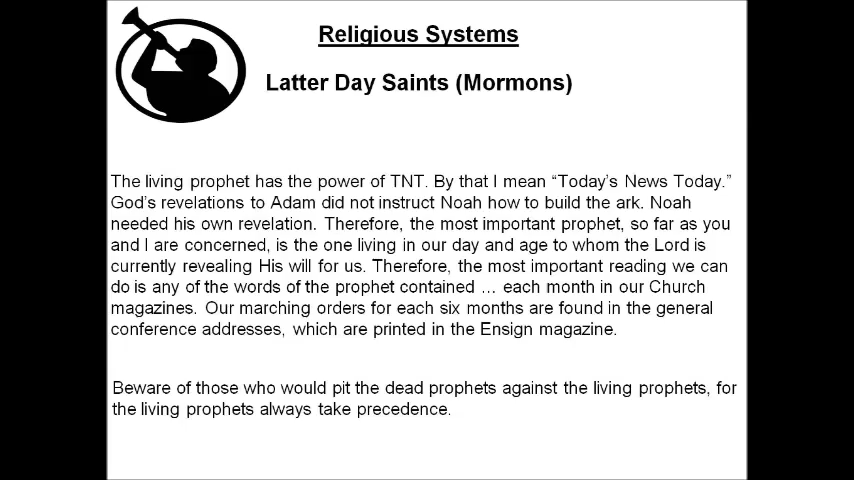 Religious Systems
Latter Day Saints (Mormons)
The living prophet has the power of TNT. By that I mean “Today’s News Today.”
God’s revelations to Adam did not instruct Noah how to build the ark. Noah
needed his own revelation. Therefore, the most important prophet, so far as you
and I are concerned, is the one living in our day and age to whom the Lord is
currently revealing His will for us. Therefore, the most important reading we can
do is any of the words of the prophet contained … each month in our Church
magazines. Our marching orders for each six months are found in the general
conference addresses, which are printed in the Ensign magazine.
Beware of those who would pit the dead prophets against the living prophets, for
the living prophets always take precedence.